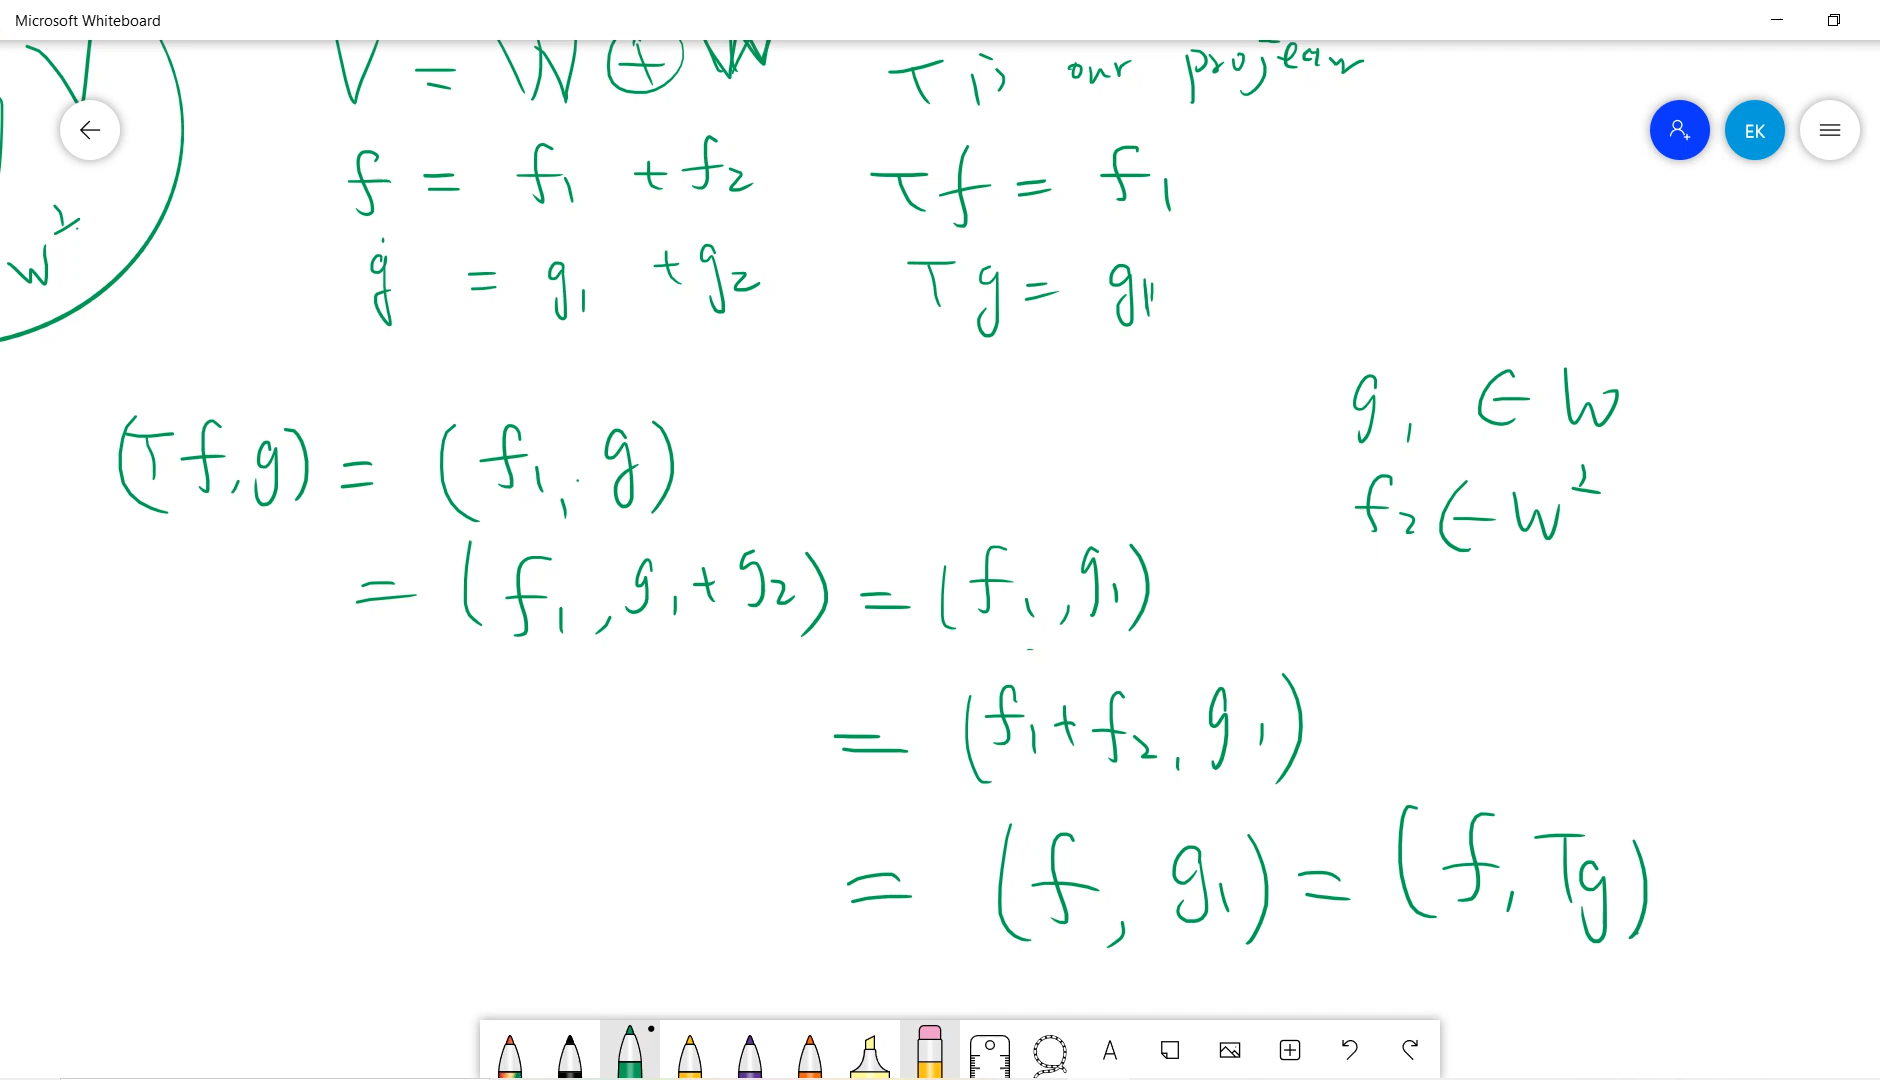 Microsoft Whiteboard
V = W ⊕ W T is our
f = f₁ + f₂ Tf = f₁
g = g₁ + g₂ Tg = g₁
W⊥
EK
g₁ ∈ W
f₂ ∈ W⊥
(Tf, g) = (f₁, g)
= (f₁, g₁ + g₂) = (f₁, g₁)
= (f₁ + f₂, g₁)
= (f, g₁) = (f, Tg)
A